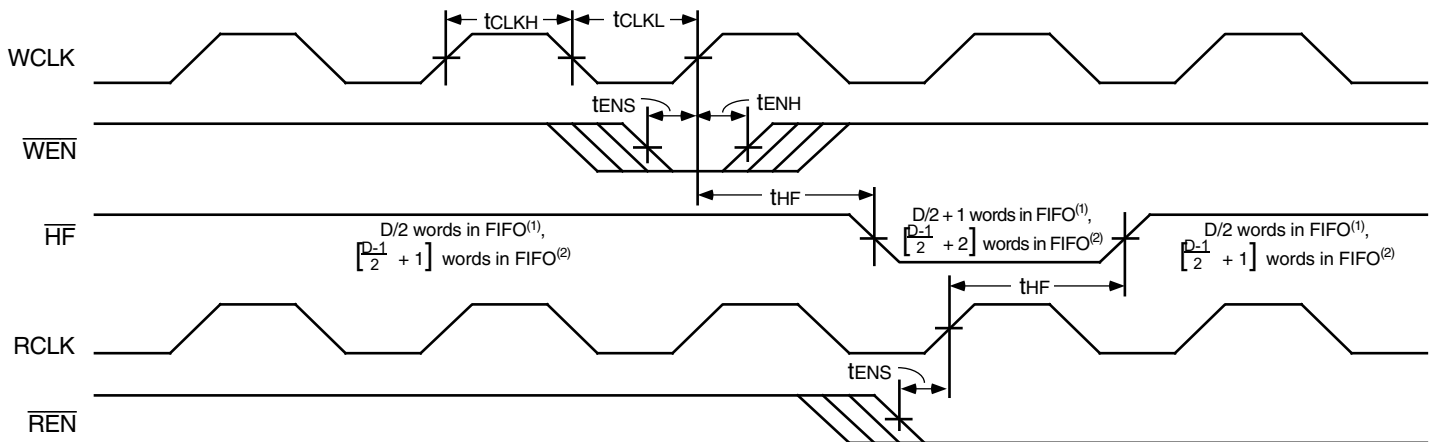 tCLKH tCLKL
WCLK
tENS tENH
WEN
tHF
HF
D/2 words in FIFO(1),
[D-1/2 + 1] words in FIFO(2)
D/2 + 1 words in FIFO(1),
[D-1/2 + 2] words in FIFO(2)
D/2 words in FIFO(1),
[D-1/2 + 1] words in FIFO(2)
tHF
RCLK
tENS
REN